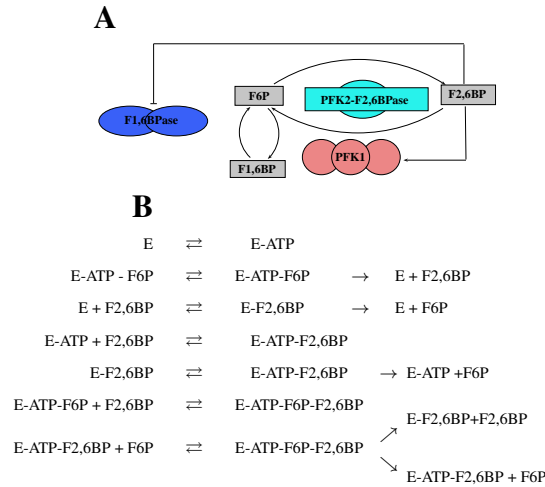 A
F6P
PFK2-F2,6BPase
F2,6BP
F1,6BPase
PFK1
F1,6BP
B
E ⇄ E-ATP
E-ATP - F6P ⇄ E-ATP-F6P → E + F2,6BP
E + F2,6BP ⇄ E-F2,6BP → E + F6P
E-ATP + F2,6BP ⇄ E-ATP-F2,6BP
E-F2,6BP ⇄ E-ATP-F2,6BP → E-ATP +F6P
E-ATP-F6P + F2,6BP ⇄ E-ATP-F6P-F2,6BP
E-F2,6BP+F2,6BP
E-ATP-F2,6BP + F6P ⇄ E-ATP-F6P-F2,6BP
E-ATP-F2,6BP + F6P